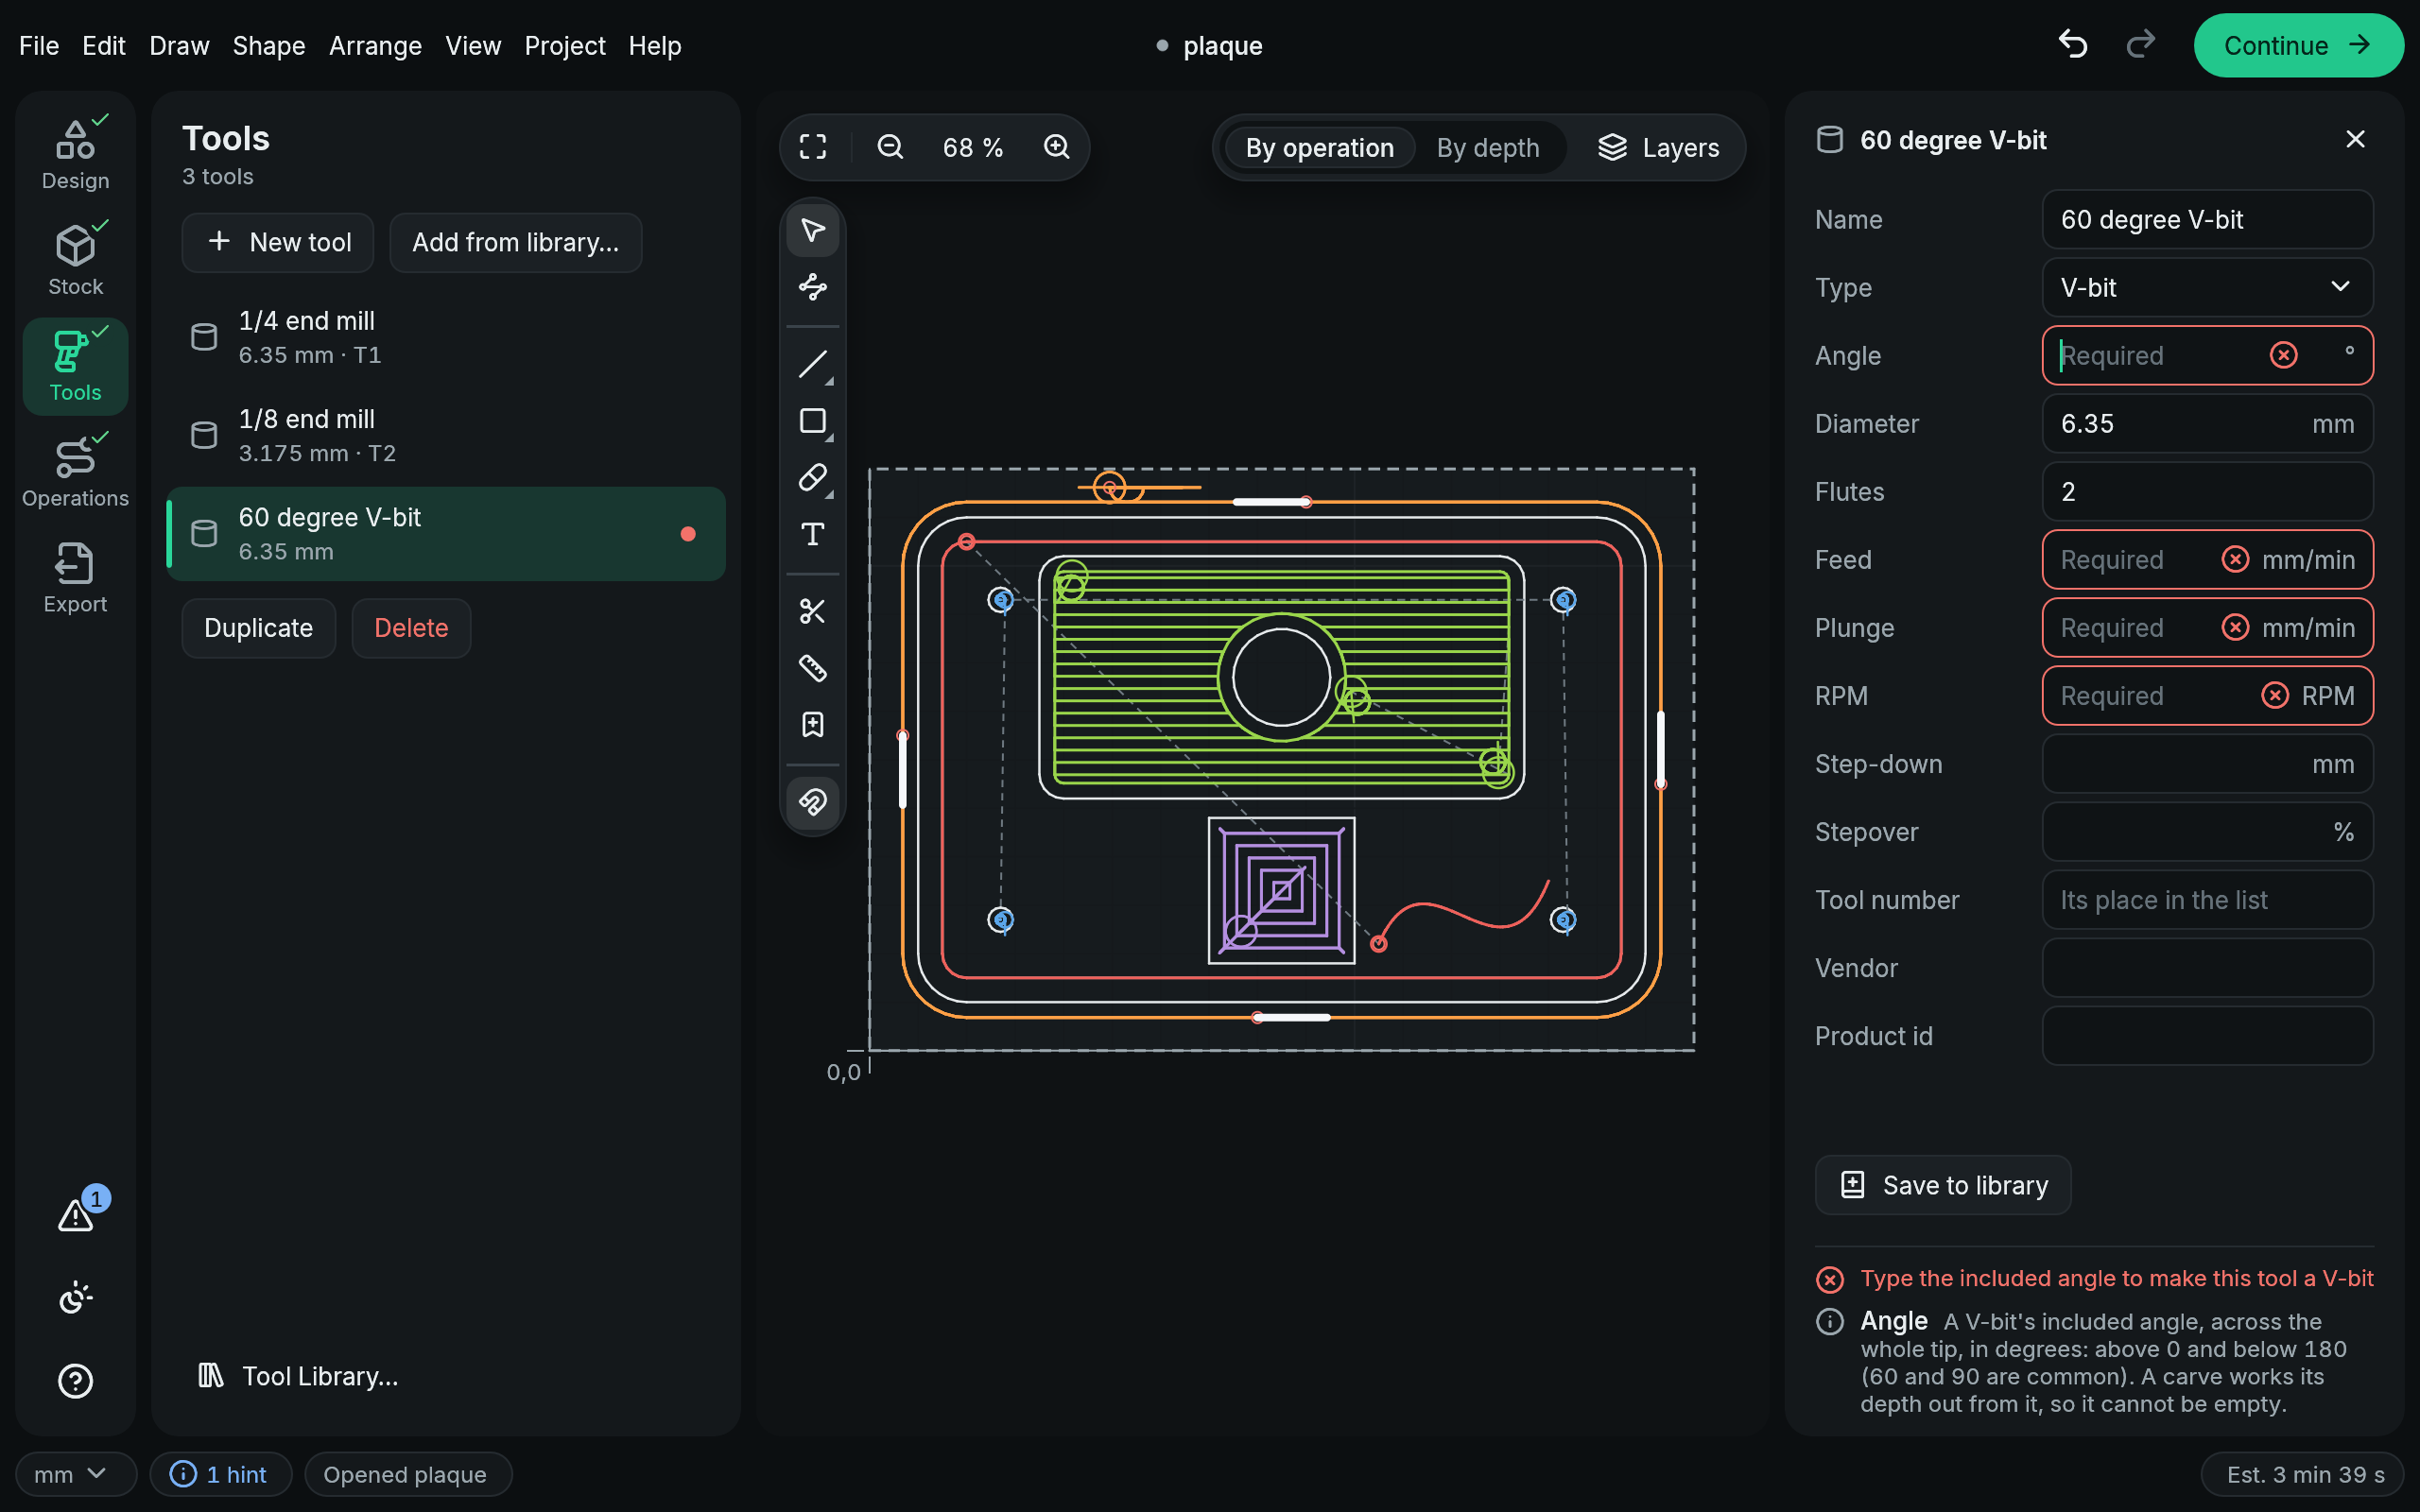 File Edit Draw Shape Arrange View Project Help
plaque
Continue
Design
Stock
Tools
Operations
Export
1
Tools
3 tools
New tool
Add from library...
1/4 end mill
6.35 mm · T1
1/8 end mill
3.175 mm · T2
60 degree V-bit
6.35 mm
Duplicate
Delete
Tool Library...
68 %
By operation
By depth
Layers
0,0
60 degree V-bit
Name
60 degree V-bit
Type
V-bit
Angle
Required
°
Diameter
6.35
mm
Flutes
2
Feed
Required
mm/min
Plunge
Required
mm/min
RPM
Required
RPM
Step-down
mm
Stepover
%
Tool number
Its place in the list
Vendor
Product id
Save to library
Type the included angle to make this tool a V-bit
Angle A V-bit's included angle, across the
whole tip, in degrees: above 0 and below 180
(60 and 90 are common). A carve works its
depth out from it, so it cannot be empty.
mm
1 hint
Opened plaque
Est. 3 min 39 s